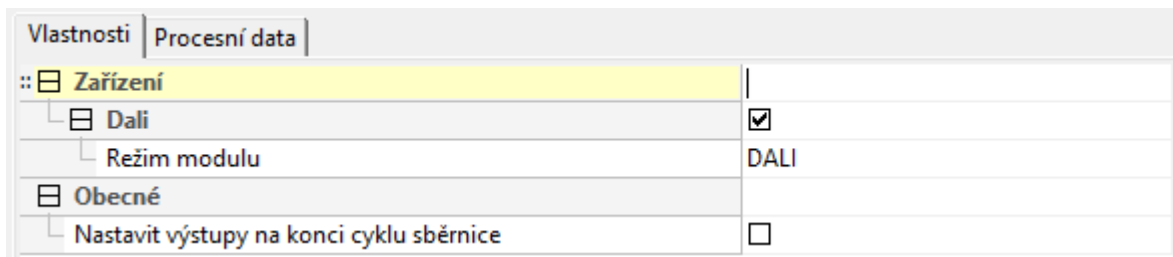 Vlastnosti Procesní data
Zařízení
Dali
Režim modulu DALI
Obecné
Nastavit výstupy na konci cyklu sběrnice